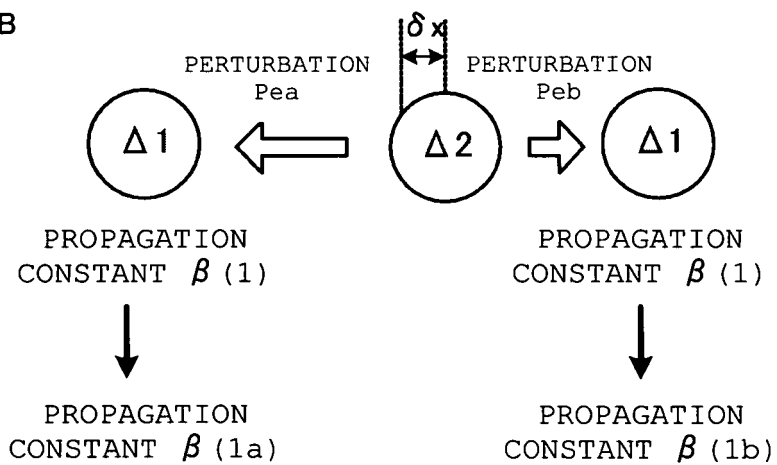 B
δx
PERTURBATION
Pea
PERTURBATION
Peb
Δ1
Δ2
Δ1
PROPAGATION
CONSTANT β(1)
PROPAGATION
CONSTANT β(1)
PROPAGATION
CONSTANT β(1a)
PROPAGATION
CONSTANT β(1b)